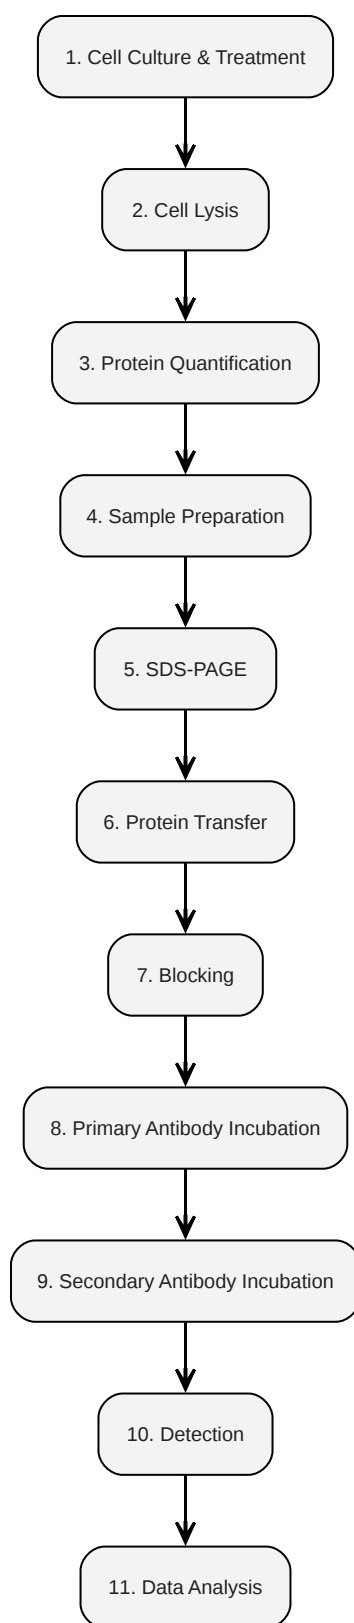 1. Cell Culture & Treatment
2. Cell Lysis
3. Protein Quantification
4. Sample Preparation
5. SDS-PAGE
6. Protein Transfer
7. Blocking
8. Primary Antibody Incubation
9. Secondary Antibody Incubation
10. Detection
11. Data Analysis